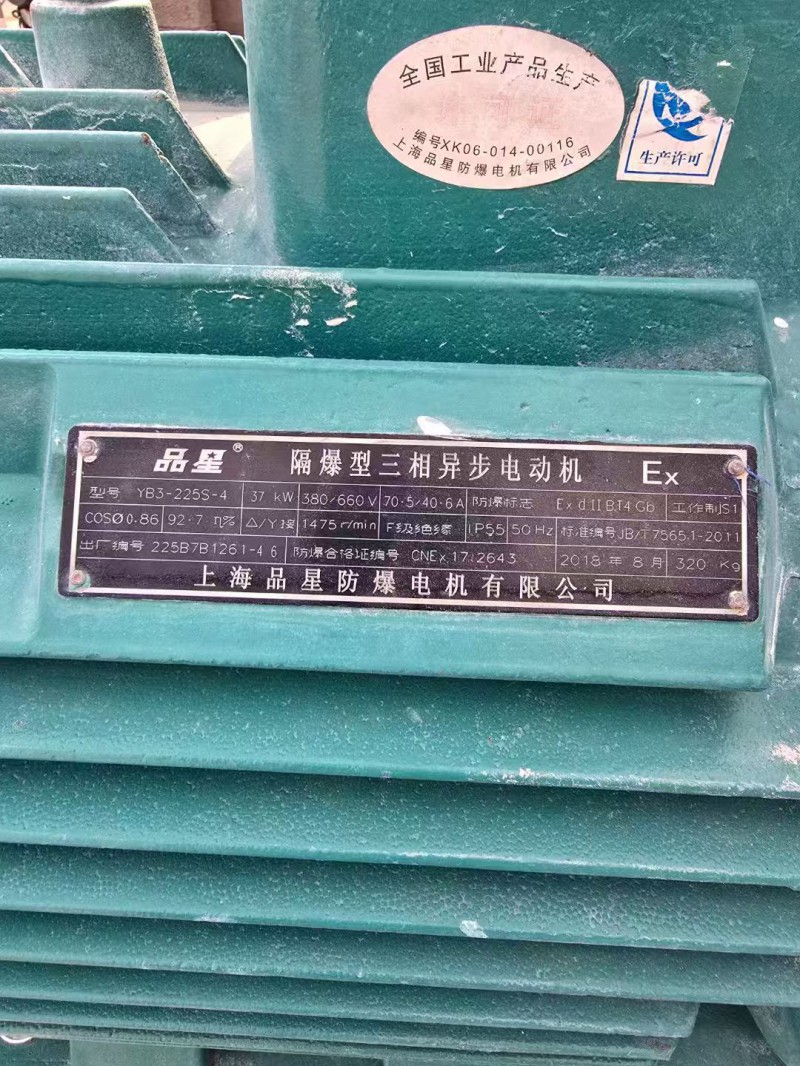 全国工业产品生产
编号XK06-014-00116
上海品星防爆电机有限公司
生产许可
品星® 隔爆型三相异步电动机 Ex
型号 YB3-225S-4 37 kW 380/660 V 70·5/40·6 A 防爆标志 Ex d II B T4 Gb 工作制S1
COSØ 0.86 92·7 η% △/Y接 1475 r/min F级绝缘 IP55 50 Hz 标准编号JB/T 7565.1-2011
出厂编号 225B7B1261-46 防爆合格证编号 CNEx 17.2643 2018 年 8 月 320 Kg
上海品星防爆电机有限公司